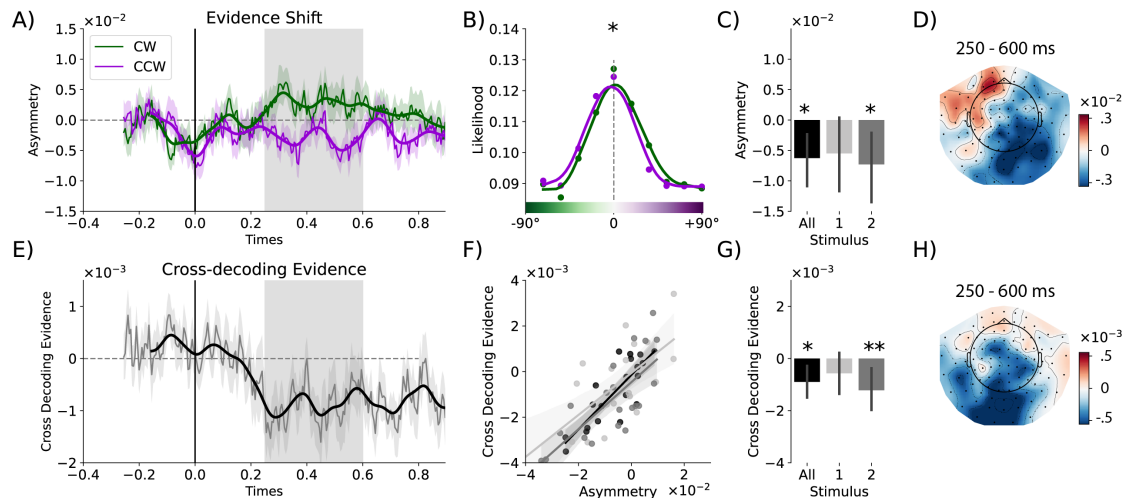 A)
Evidence Shift
×10⁻²
CW
CCW
1.5
1.0
0.5
0.0
−0.5
−1.0
−1.5
Asymmetry
−0.4 −0.2 0.0 0.2 0.4 0.6 0.8
Times
B)
*
0.14
0.13
0.12
0.11
0.10
0.09
Likelihood
-90° 0 +90°
C)
×10⁻²
1.5
1.0
0.5
0.0
−0.5
−1.0
−1.5
Asymmetry
* *
All 1 2
Stimulus
D)
250 - 600 ms
×10⁻²
.3
0
-.3
E)
Cross-decoding Evidence
×10⁻³
1
0
−1
−2
Cross Decoding Evidence
−0.4 −0.2 0.0 0.2 0.4 0.6 0.8
Times
F)
×10⁻³
4
2
0
−2
−4
Cross Decoding Evidence
−4 −2 0 2
Asymmetry ×10⁻²
G)
×10⁻³
3
2
1
0
−1
−2
−3
−4
Cross Decoding Evidence
* **
All 1 2
Stimulus
H)
250 - 600 ms
×10⁻³
.5
0
-.5